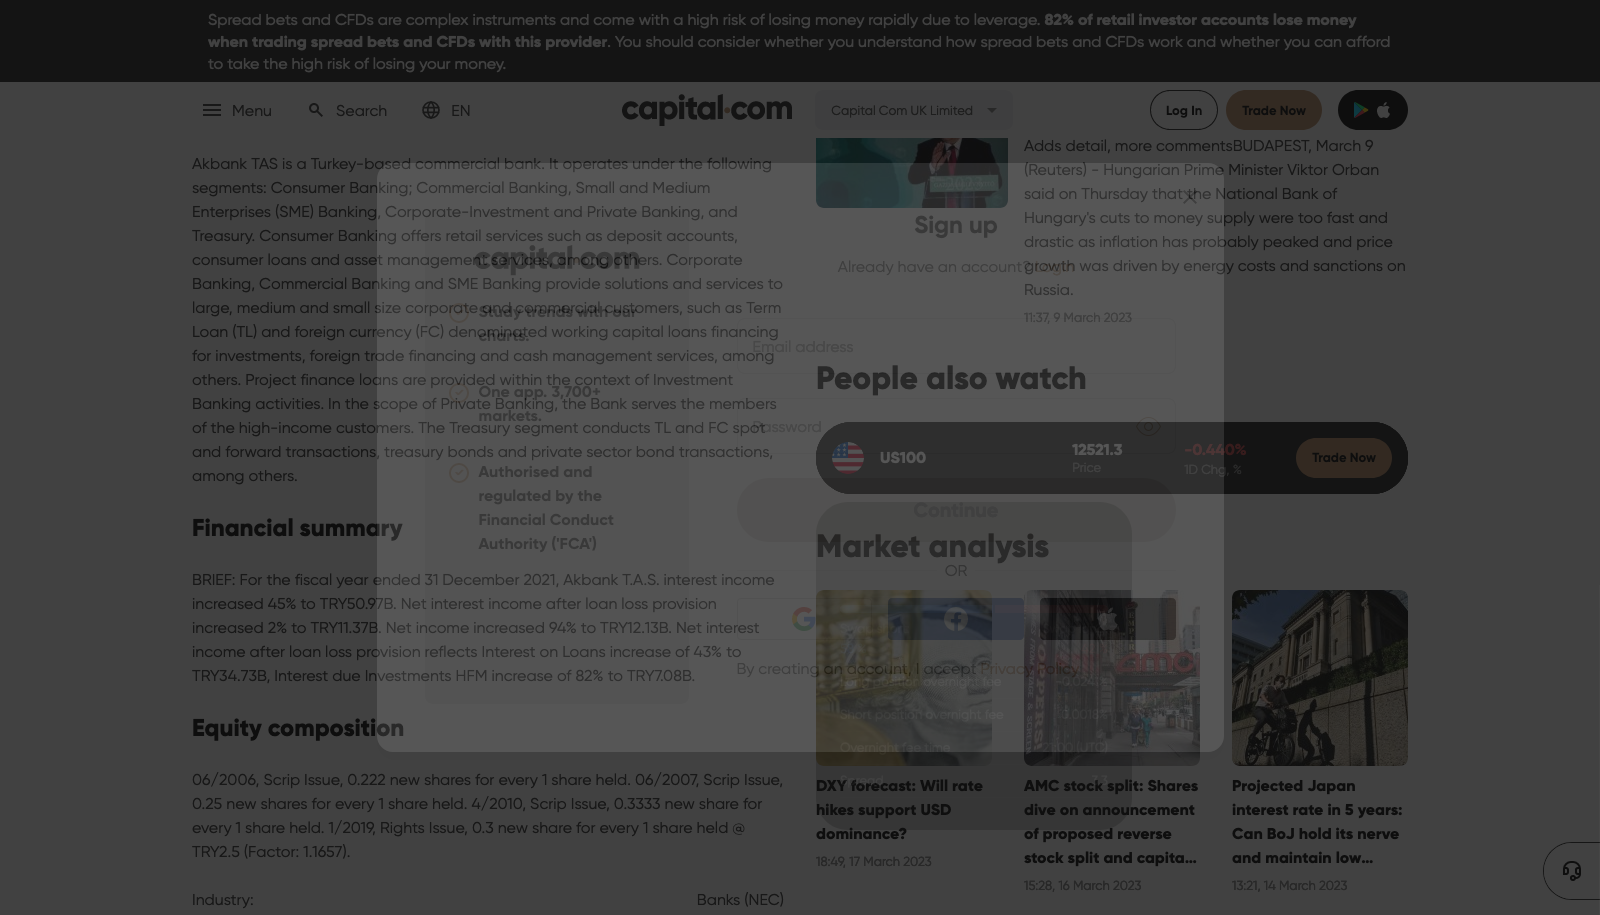 Spread bets and CFDs are complex instruments and come with a high risk of losing money rapidly due to leverage. 82% of retail investor accounts lose money
when trading spread bets and CFDs with this provider. You should consider whether you understand how spread bets and CFDs work and whether you can afford
to take the high risk of losing your money.
Menu
Search
EN
capital.com
Capital Com UK Limited
Log In
Trade Now
Akbank TAS is a Turkey-based commercial bank. It operates under the following
segments: Consumer Banking; Commercial Banking, Small and Medium
Enterprises (SME) Banking, Corporate-Investment and Private Banking, and
Treasury. Consumer Banking offers retail services such as deposit accounts,
consumer loans and asset management services, among others. Corporate
Banking, Commercial Banking and SME Banking provide solutions and services to
large, medium and small size corporate and commercial customers, such as Term
Loan (TL) and foreign currency (FC) denominated working capital loans financing
for investments, foreign trade financing and cash management services, among
others. Project finance loans are provided within the context of Investment
Banking activities. In the scope of Private Banking, the Bank serves the members
of the high-income customers. The Treasury segment conducts TL and FC spot
and forward transactions, treasury bonds and private sector bond transactions,
among others.
Financial summary
BRIEF: For the fiscal year ended 31 December 2021, Akbank T.A.S. interest income
increased 45% to TRY50.97B. Net interest income after loan loss provision
increased 2% to TRY11.37B. Net income increased 94% to TRY12.13B. Net interest
income after loan loss provision reflects Interest on Loans increase of 43% to
TRY34.73B, Interest due Investments HFM increase of 82% to TRY7.08B.
Equity composition
06/2006, Scrip Issue, 0.222 new shares for every 1 share held. 06/2007, Scrip Issue,
0.25 new shares for every 1 share held. 4/2010, Scrip Issue, 0.3333 new share for
every 1 share held. 1/2019, Rights Issue, 0.3 new share for every 1 share held @
TRY2.5 (Factor: 1.1657).
Industry:
Banks (NEC)
Adds detail, more commentsBUDAPEST, March 9
(Reuters) - Hungarian Prime Minister Viktor Orban
said on Thursday that the National Bank of
Hungary's cuts to money supply were too fast and
drastic as inflation has probably peaked and price
growth was driven by energy costs and sanctions on
Russia.
11:37, 9 March 2023
People also watch
US100
12521.3
Price
-0.440%
1D Chg, %
Trade Now
Market analysis
DXY forecast: Will rate
hikes support USD
dominance?
18:49, 17 March 2023
AMC stock split: Shares
dive on announcement
of proposed reverse
stock split and capita...
15:28, 16 March 2023
Projected Japan
interest rate in 5 years:
Can BoJ hold its nerve
and maintain low...
13:21, 14 March 2023
capital.com
Study trends with our
charts.
One app. 3,700+
markets.
Authorised and
regulated by the
Financial Conduct
Authority ('FCA')
Sign up
Already have an account? Login
Email address
Password
Continue
OR
By creating an account, I accept Privacy Policy
overnight fee
Short position overnight fee
Overnight fee time
(UTC)